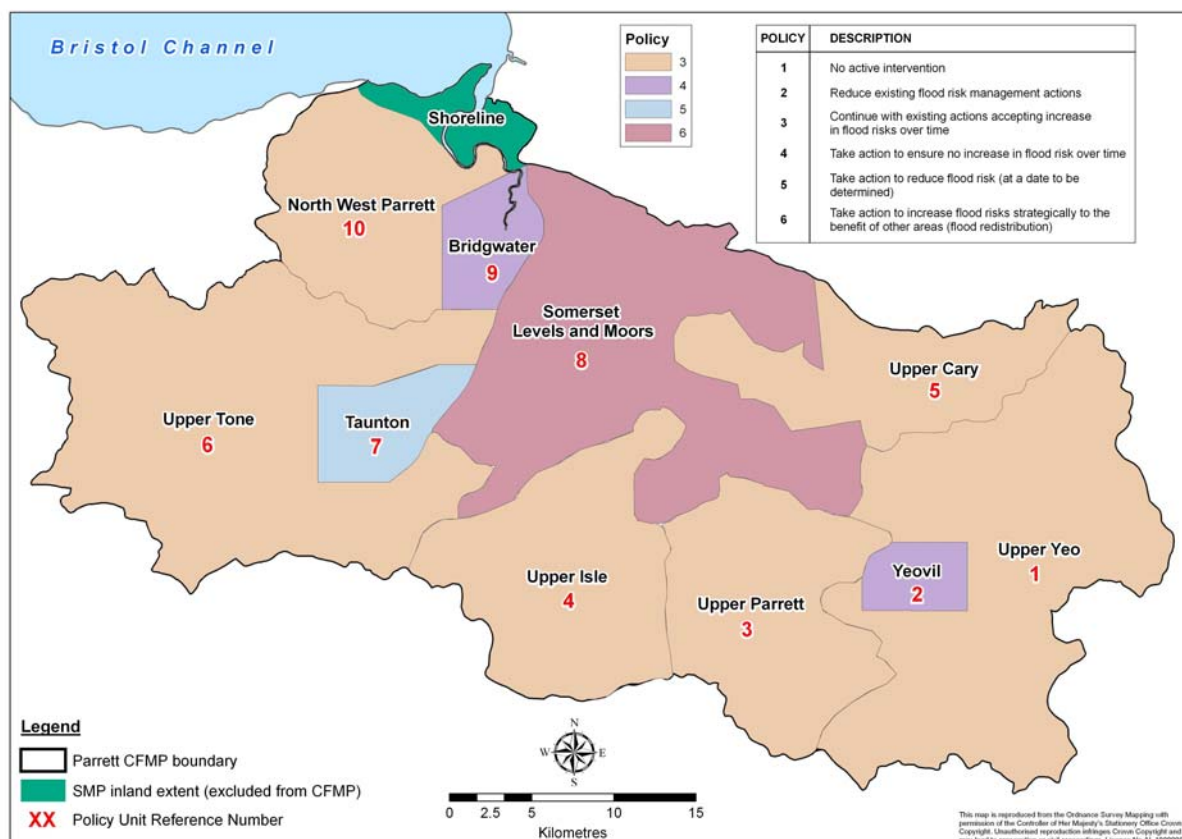 Bristol Channel
Policy
3
4
5
6
POLICY DESCRIPTION
1 No active intervention
2 Reduce existing flood risk management actions
3 Continue with existing actions accepting increase
in flood risks over time
4 Take action to ensure no increase in flood risk over time
5 Take action to reduce flood risk (at a date to be
determined)
6 Take action to increase flood risks strategically to the
benefit of other areas (flood redistribution)
Shoreline
North West Parrett
10
Bridgwater
9
Somerset
Levels and Moors
8
Upper Cary
5
Upper Tone
6
Taunton
7
Upper Isle
4
Upper Parrett
3
Yeovil
2
Upper Yeo
1
Legend
Parrett CFMP boundary
SMP inland extent (excluded from CFMP)
XX Policy Unit Reference Number
N
W E
S
0 2.5 5 10 15
Kilometres
This map is reproduced from the Ordnance Survey Mapping with
permission of the Controller of Her Majesty's Stationery Office Crown
Copyright. Unauthorised reproduction infringes Crown Copyright and